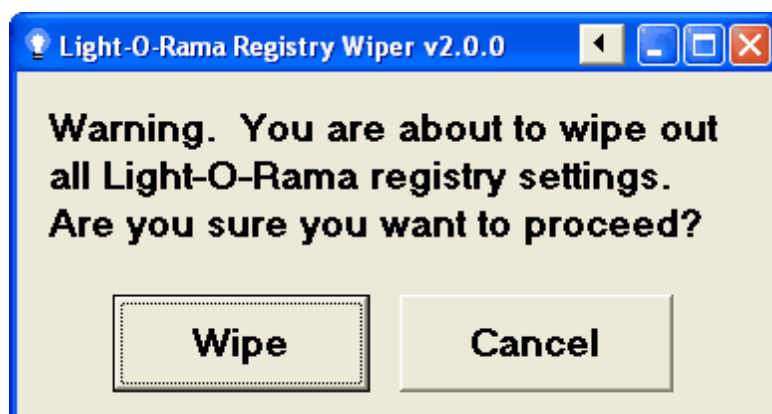 Light-O-Rama Registry Wiper v2.0.0
Warning.  You are about to wipe out
all Light-O-Rama registry settings.
Are you sure you want to proceed?
Wipe
Cancel